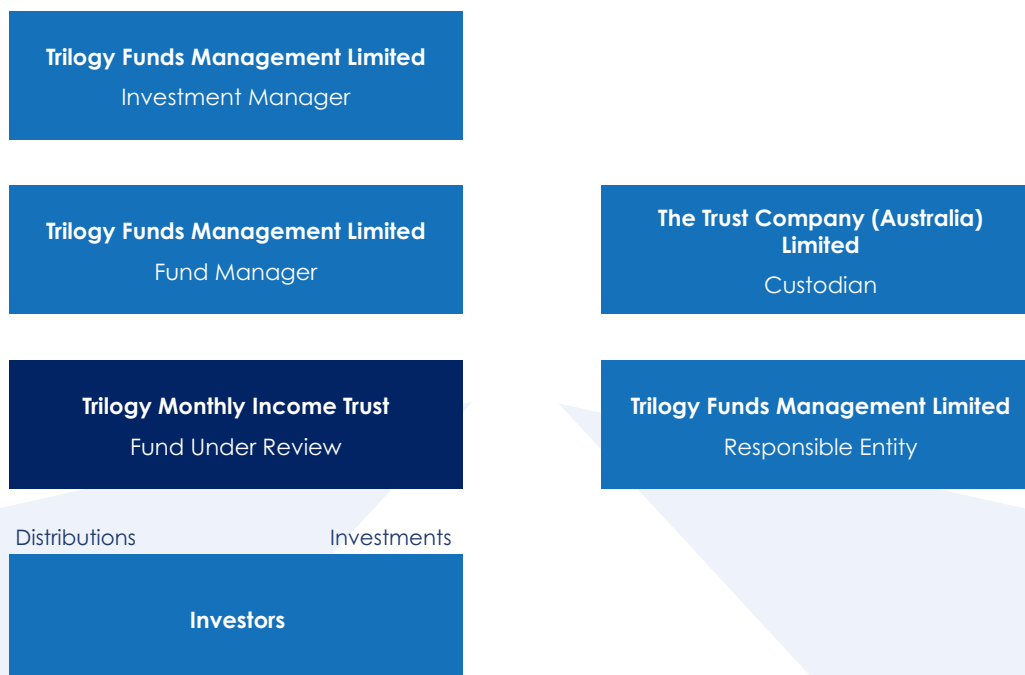 Trilogy Funds Management Limited
Investment Manager
Trilogy Funds Management Limited
Fund Manager
The Trust Company (Australia)
Limited
Custodian
Trilogy Monthly Income Trust
Fund Under Review
Trilogy Funds Management Limited
Responsible Entity
Distributions
Investments
Investors